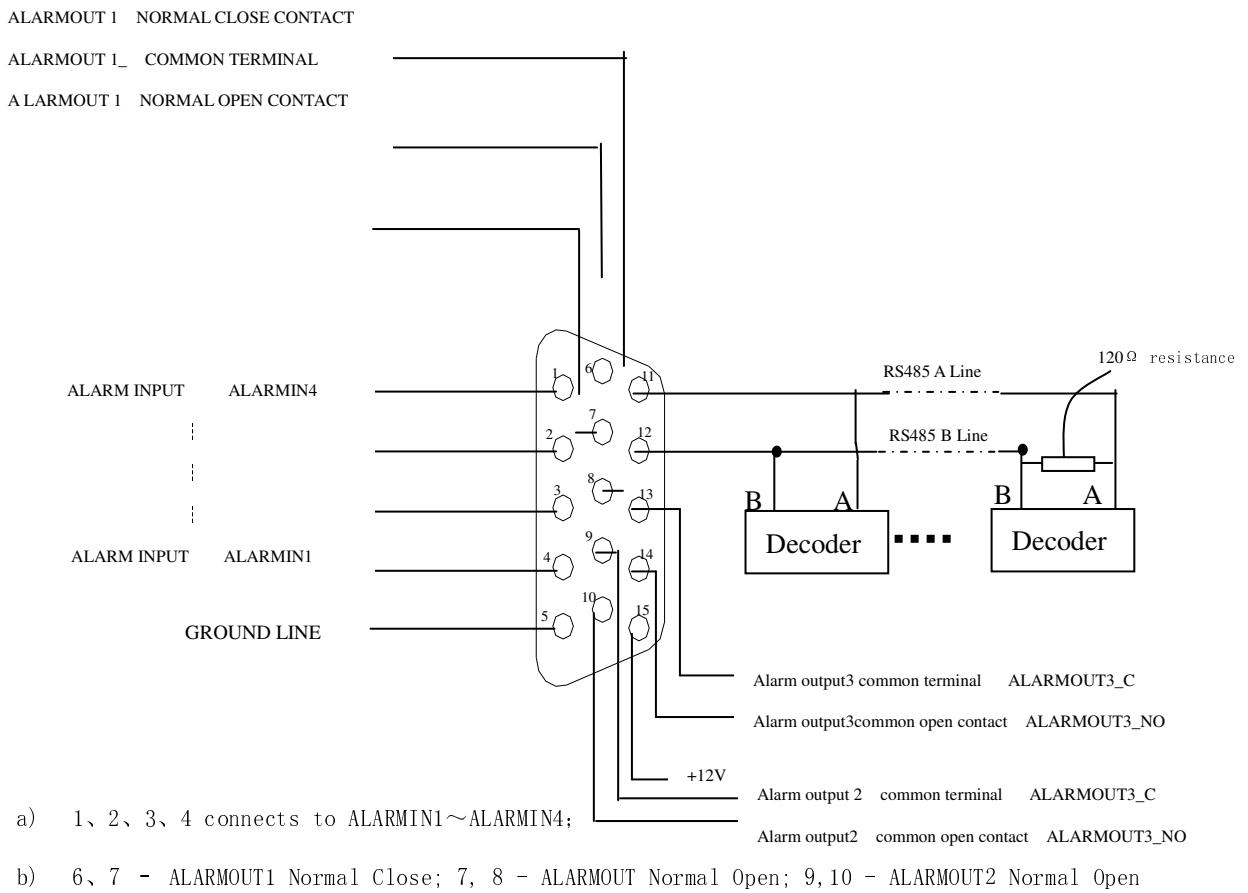 ALARMOUT 1 NORMAL CLOSE CONTACT
ALARMOUT 1_ COMMON TERMINAL
A LARMOUT 1 NORMAL OPEN CONTACT
120Ω resistance
RS485 A Line
ALARM INPUT ALARMIN4
1
6
11
RS485 B Line
2
7
12
3
8
13
B A
B A
Decoder
Decoder
ALARM INPUT ALARMIN1
4
9
14
10
5
15
GROUND LINE
Alarm output3 common terminal ALARMOUT3_C
Alarm output3common open contact ALARMOUT3_NO
+12V
Alarm output 2 common terminal ALARMOUT3_C
Alarm output2 common open contact ALARMOUT3_NO
a) 1、2、3、4 connects to ALARMIN1～ALARMIN4;
b) 6、7 - ALARMOUT1 Normal Close; 7, 8 - ALARMOUT Normal Open; 9,10 - ALARMOUT2 Normal Open